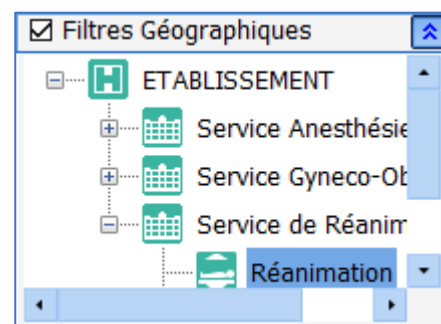 Filtres Géographiques
ETABLISSEMENT
Service Anesthésie
Service Gyneco-Ob
Service de Réanim
Réanimation